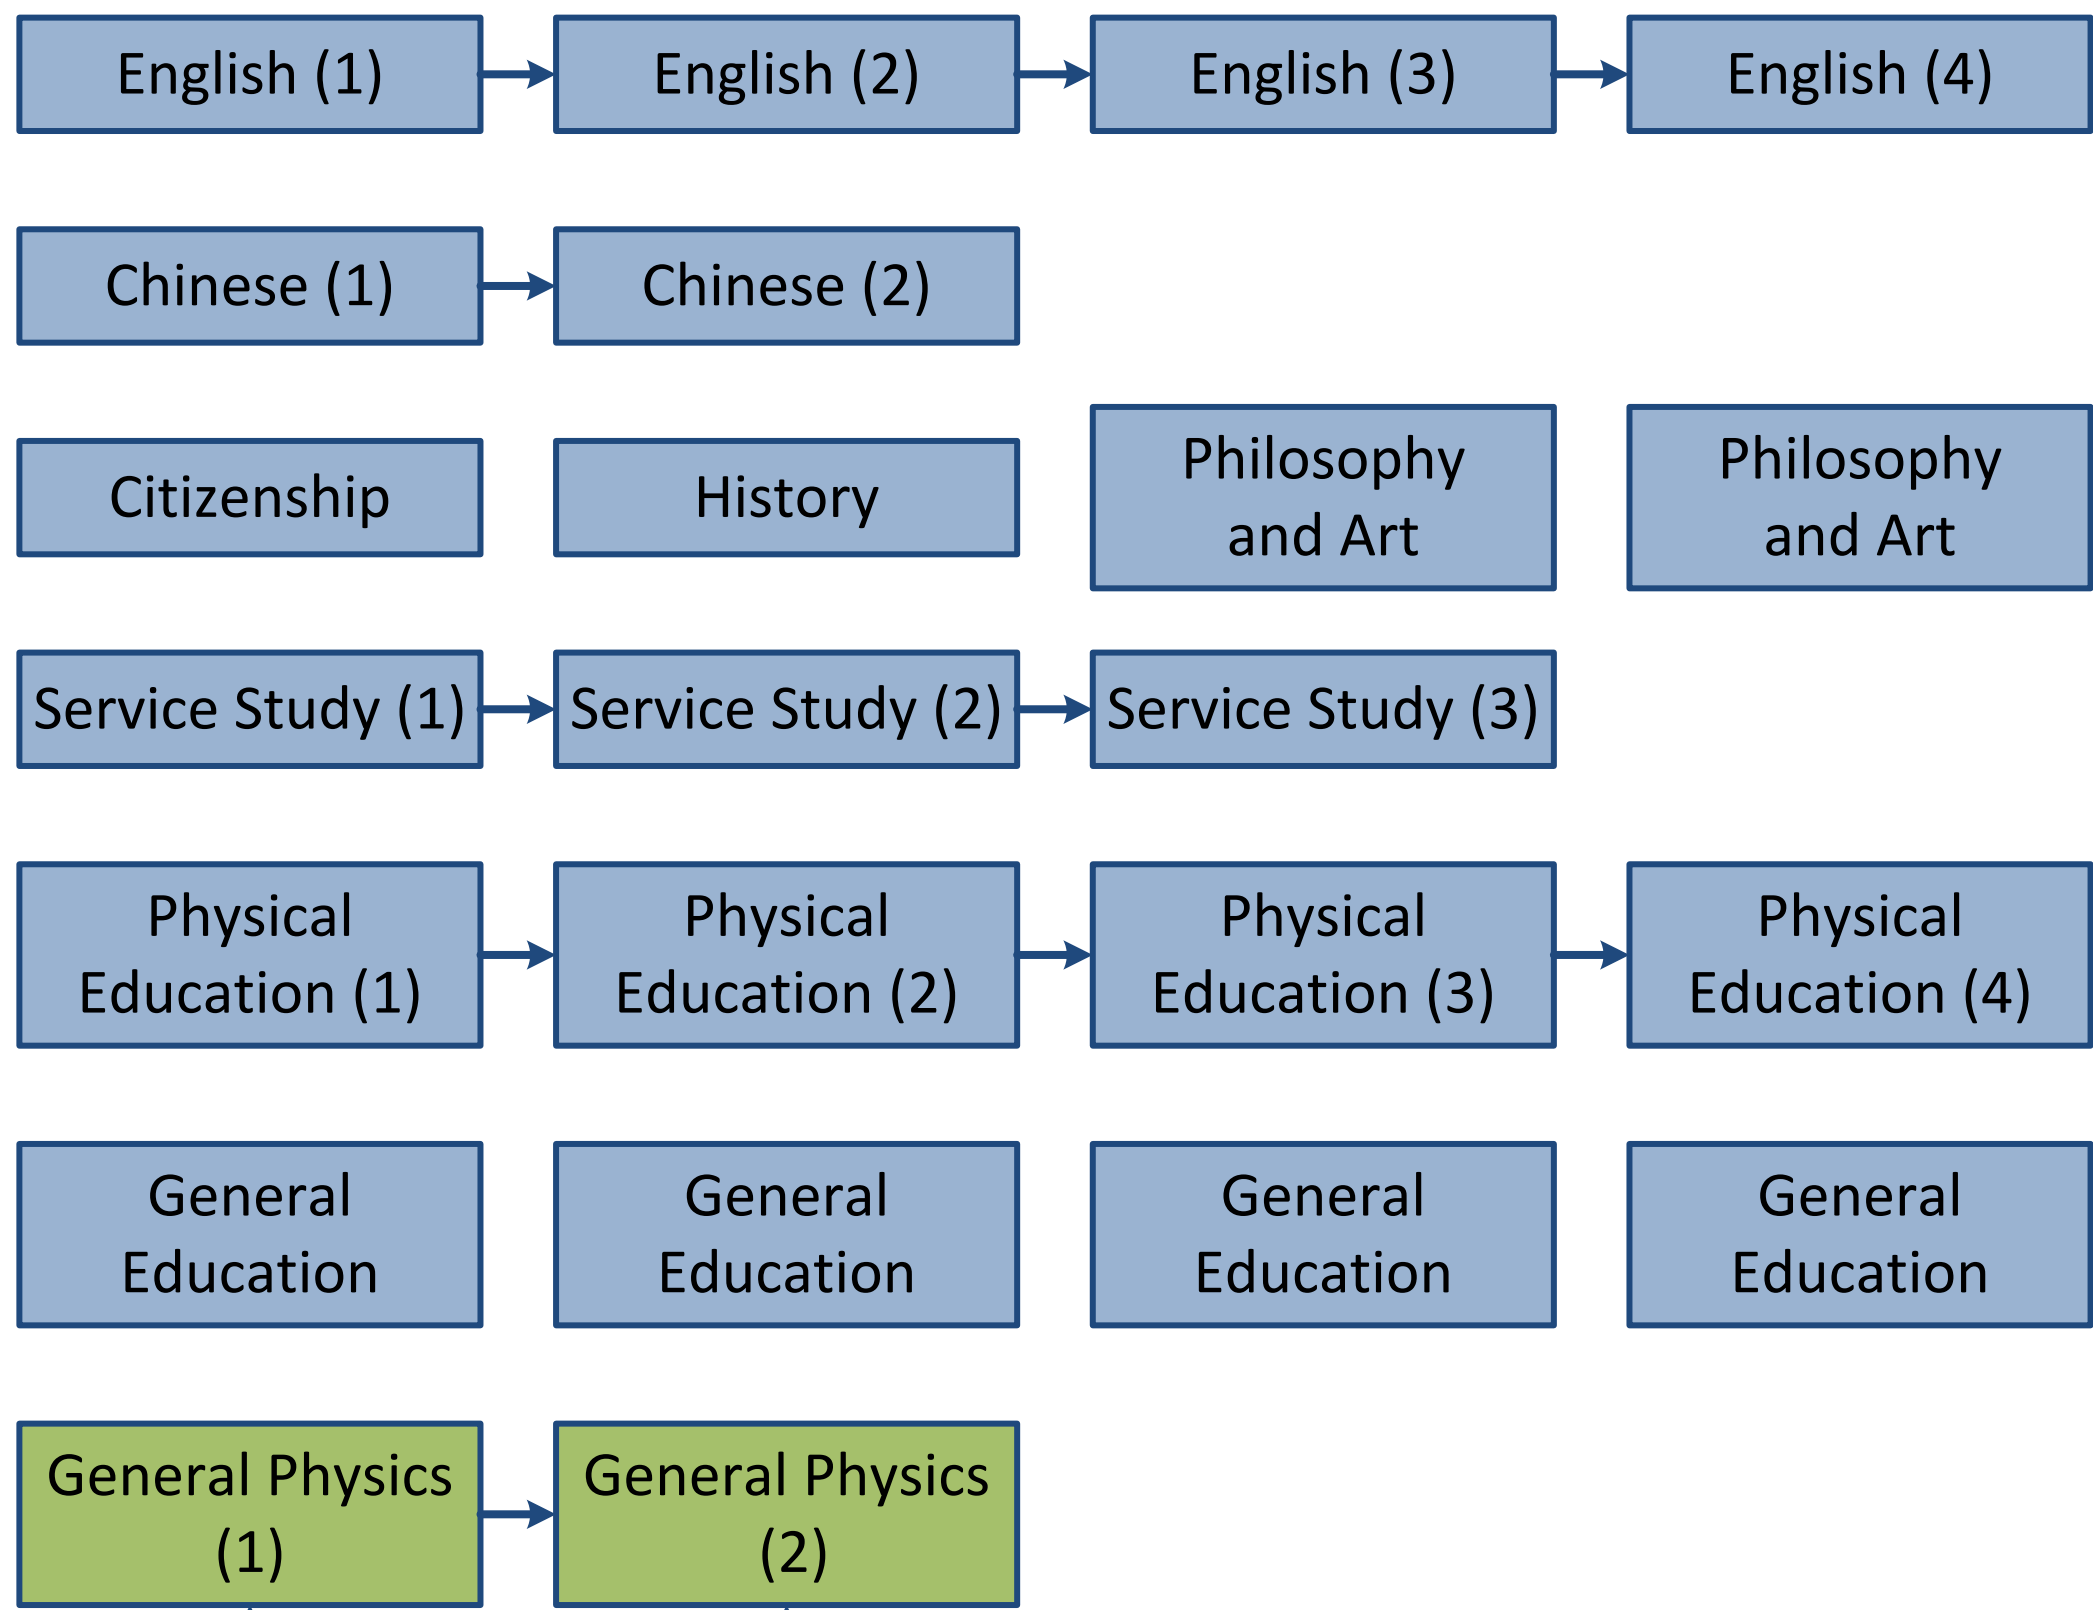 English (1)
English (2)
English (3)
English (4)
Chinese (1)
Chinese (2)
Citizenship
History
Philosophy
and Art
Philosophy
and Art
Service Study (1)
Service Study (2)
Service Study (3)
Physical
Education (1)
Physical
Education (2)
Physical
Education (3)
Physical
Education (4)
General
Education
General
Education
General
Education
General
Education
General Physics
(1)
General Physics
(2)